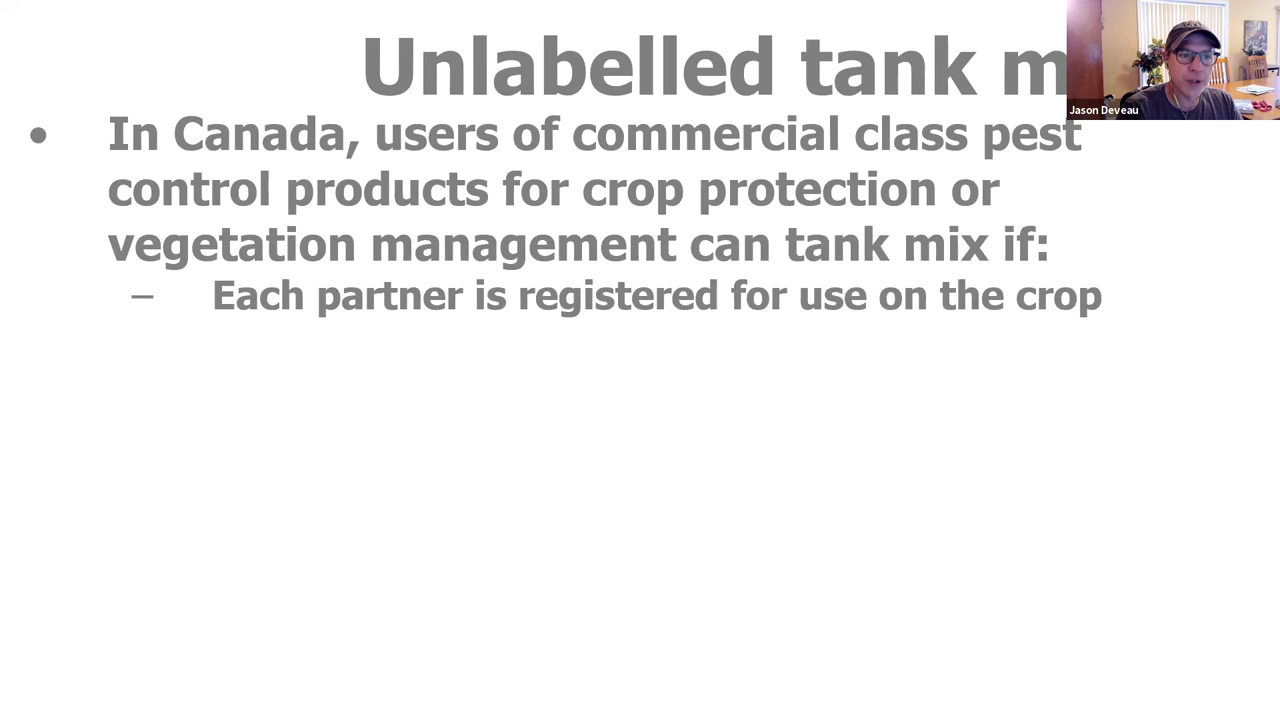 Unlabelled tank m
Jason Deveau
• In Canada, users of commercial class pest
control products for crop protection or
vegetation management can tank mix if:
– Each partner is registered for use on the crop